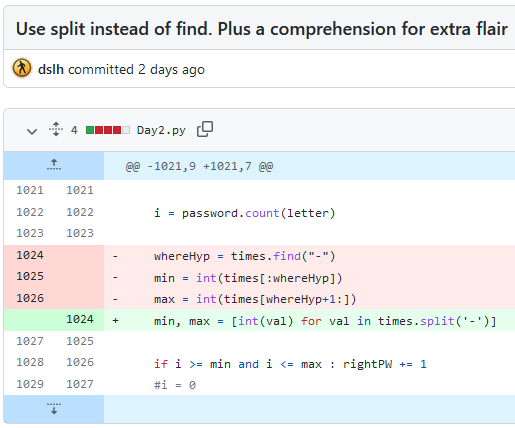 Use split instead of find. Plus a comprehension for extra flair
dslh committed 2 days ago
4 Day2.py
@@ -1021,9 +1021,7 @@
1021 1021
1022 1022 i = password.count(letter)
1023 1023
1024 - whereHyp = times.find("-")
1025 - min = int(times[:whereHyp])
1026 - max = int(times[whereHyp+1:])
1024 + min, max = [int(val) for val in times.split('-')]
1027 1025
1028 1026 if i >= min and i <= max : rightPW += 1
1029 1027 #i = 0